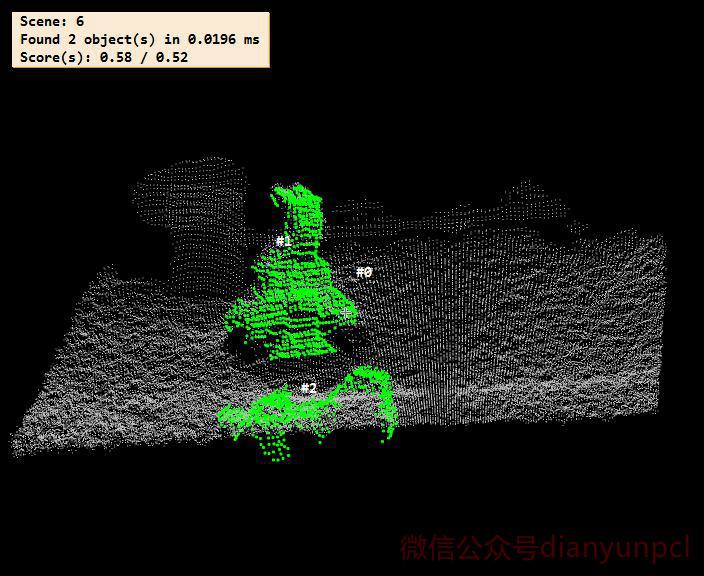 Scene: 6
Found 2 object(s) in 0.0196 ms
Score(s): 0.58 / 0.52
#1
#0
#2
微信公众号dianyunpcl